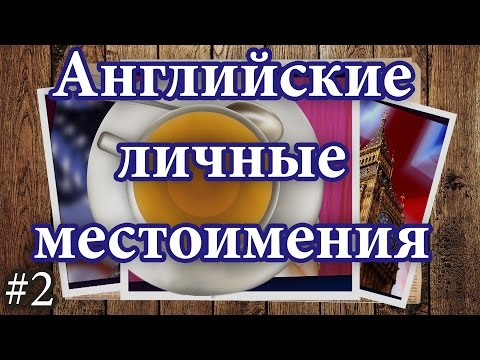 Английские
личные
местоимения
#2